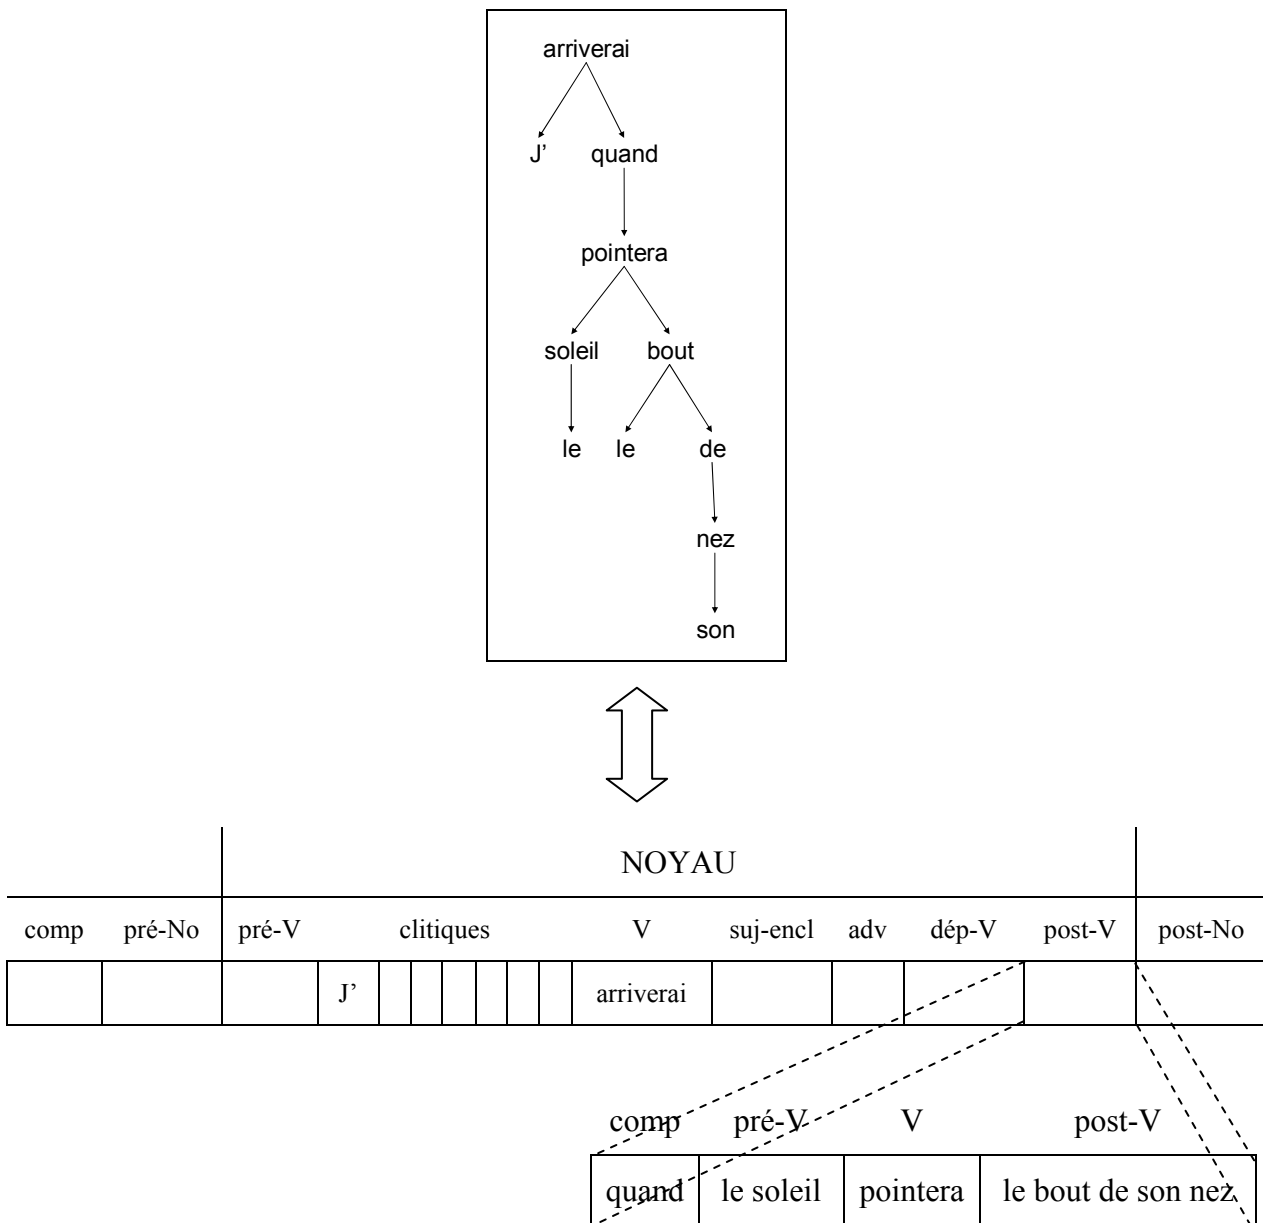 arriverai
J’ quand
pointera
soleil bout
le le de
nez
son
NOYAU
comp pré-No pré-V clitiques V suj-encl adv dép-V post-V post-No
J’ arriverai
comp pré-V V post-V
quand le soleil pointera le bout de son nez